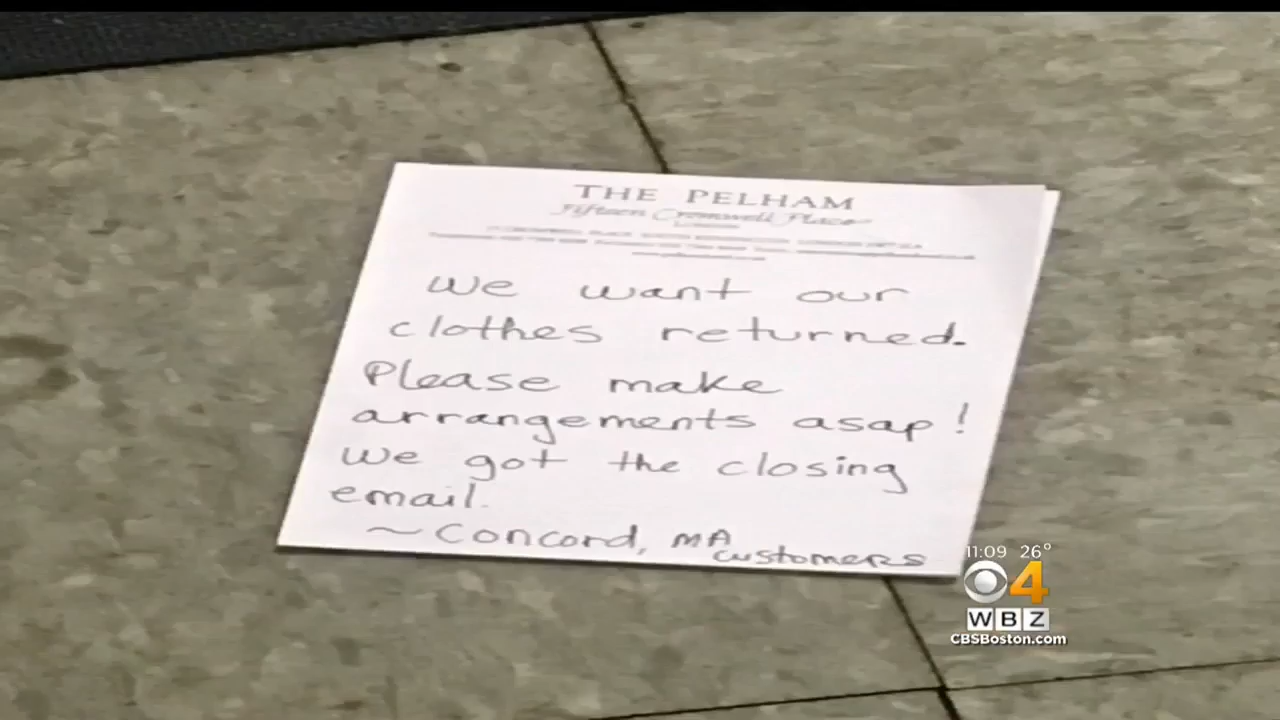 THE PELHAM
Fifteen Cromwell Place
We want our
clothes returned.
Please make
arrangements asap!
We got the closing
email.
~Concord, MA
customers
11:09 26°
4
WBZ
CBSBoston.com